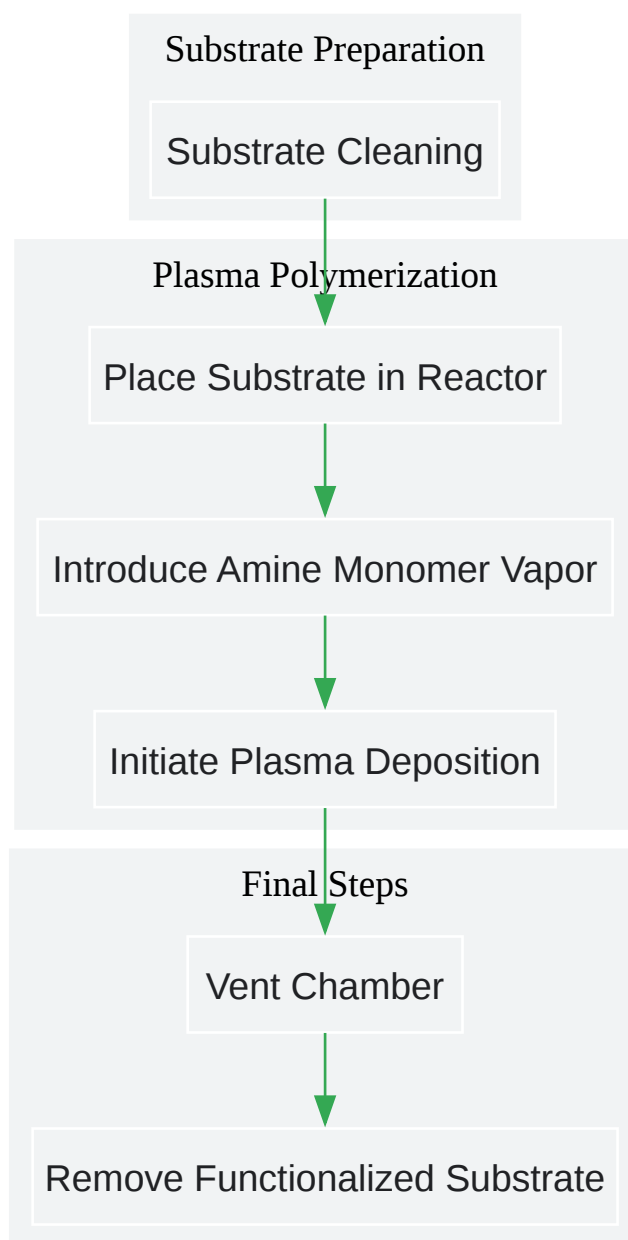 Substrate Preparation
Substrate Cleaning
Plasma Polymerization
Place Substrate in Reactor
Introduce Amine Monomer Vapor
Initiate Plasma Deposition
Final Steps
Vent Chamber
Remove Functionalized Substrate